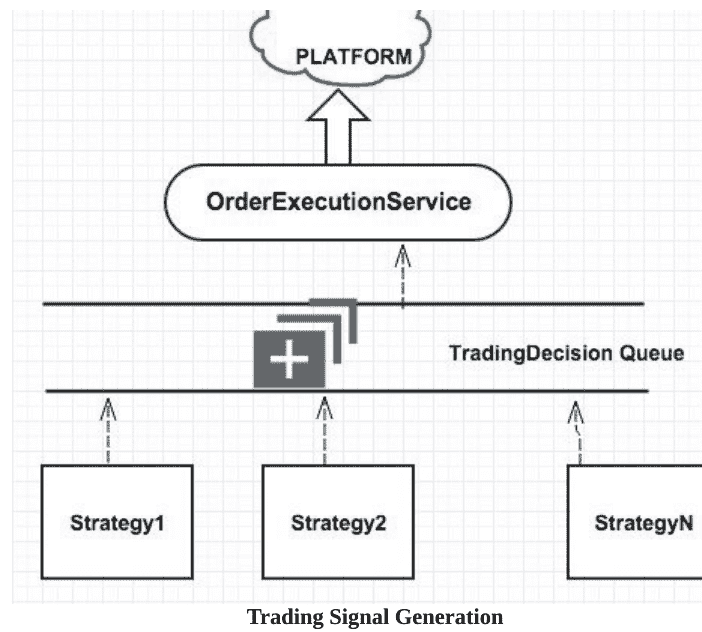 PLATFORM
OrderExecutionService
TradingDecision Queue
Strategy1
Strategy2
StrategyN
Trading Signal Generation